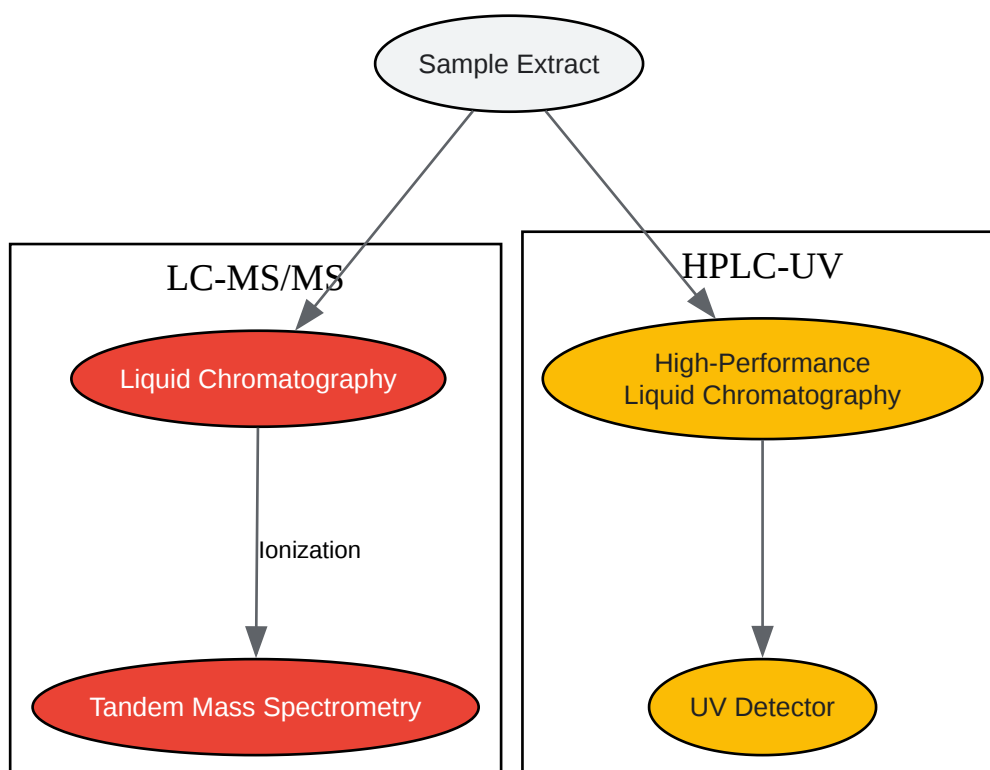 Sample Extract
LC-MS/MS
Liquid Chromatography
Ionization
Tandem Mass Spectrometry
HPLC-UV
High-Performance
Liquid Chromatography
UV Detector